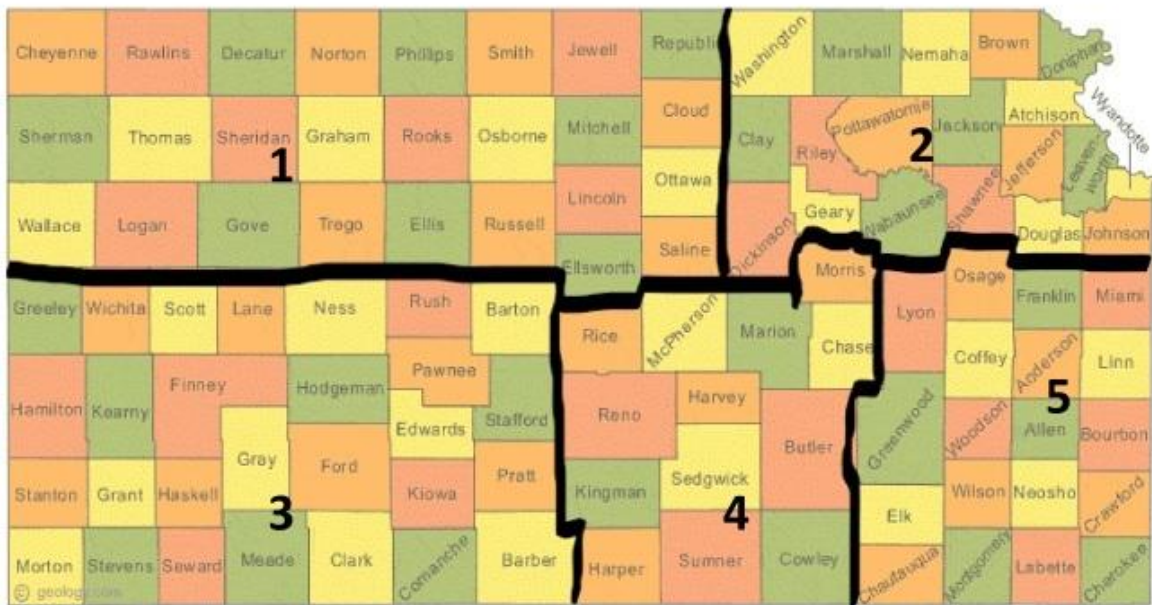 Cheyenne Rawlins Decatur Norton Phillips Smith Jewell Republi Washington Marshall Nemaha Brown Doniphan
Sherman Thomas Sheridan Graham Rooks Osborne Mitchell Cloud Clay Riley Pottawatomie Jackson Atchison Wyandotte
1 2
Ottawa Jefferson Leaven-
worth
Wallace Logan Gove Trego Ellis Russell Lincoln Saline Dickinson Geary Wabaunsee Shawnee Douglas Johnson
Ellsworth Morris
Greeley Wichita Scott Lane Ness Rush Barton Rice McPherson Marion Chase Lyon Osage Franklin Miami
Hamilton Kearny Finney Hodgeman Pawnee Stafford Reno Harvey Butler Greenwood Coffey Anderson Linn
5
Gray Ford Edwards Kiowa Pratt Kingman Sedgwick Woodson Allen Bourbon
Stanton Grant Haskell Elk Wilson Neosho Crawford
3 4
Morton Stevens Seward Meade Clark Comanche Barber Harper Sumner Cowley Chautauqua Montgomery Labette Cherokee
© geology.com